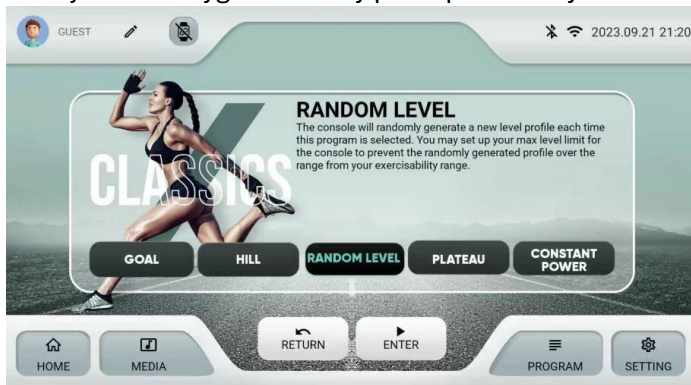 GUEST
2023.09.21 21:20
CLASSICS
RANDOM LEVEL
The console will randomly generate a new level profile each time
this program is selected. You may set up your max level limit for
the console to prevent the randomly generated profile over the
range from your exercisability range.
GOAL
HILL
RANDOM LEVEL
PLATEAU
CONSTANT
POWER
HOME
MEDIA
RETURN
ENTER
PROGRAM
SETTING